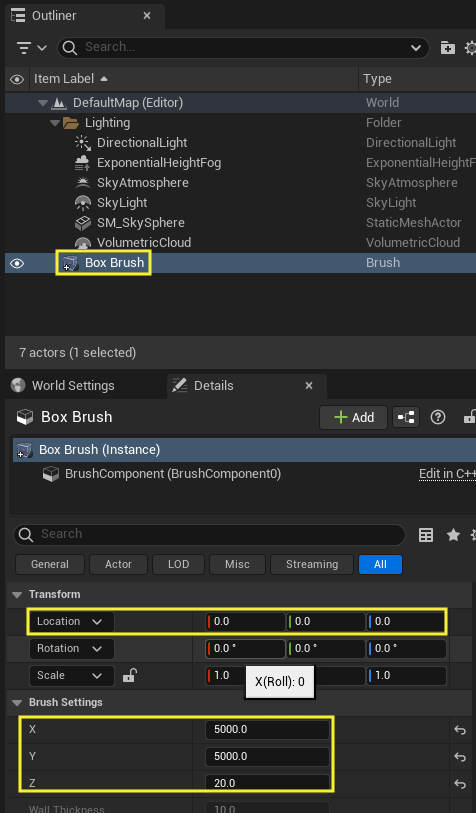 Outliner
Search...
Item Label Type
DefaultMap (Editor) World
Lighting Folder
DirectionalLight DirectionalLight
ExponentialHeightFog ExponentialHeightF
SkyAtmosphere SkyAtmosphere
SkyLight SkyLight
SM_SkySphere StaticMeshActor
VolumetricCloud VolumetricCloud
Box Brush Brush
7 actors (1 selected)
World Settings Details
Box Brush Add
Box Brush (Instance)
BrushComponent (BrushComponent0) Edit in C++
Search
General Actor LOD Misc Streaming All
Transform
Location 0.0 0.0 0.0
Rotation 0.0 ° 0.0 ° 0.0 °
Scale 1.0 1.0
X(Roll): 0
Brush Settings
X 5000.0
Y 5000.0
Z 20.0
Wall Thickness 10.0